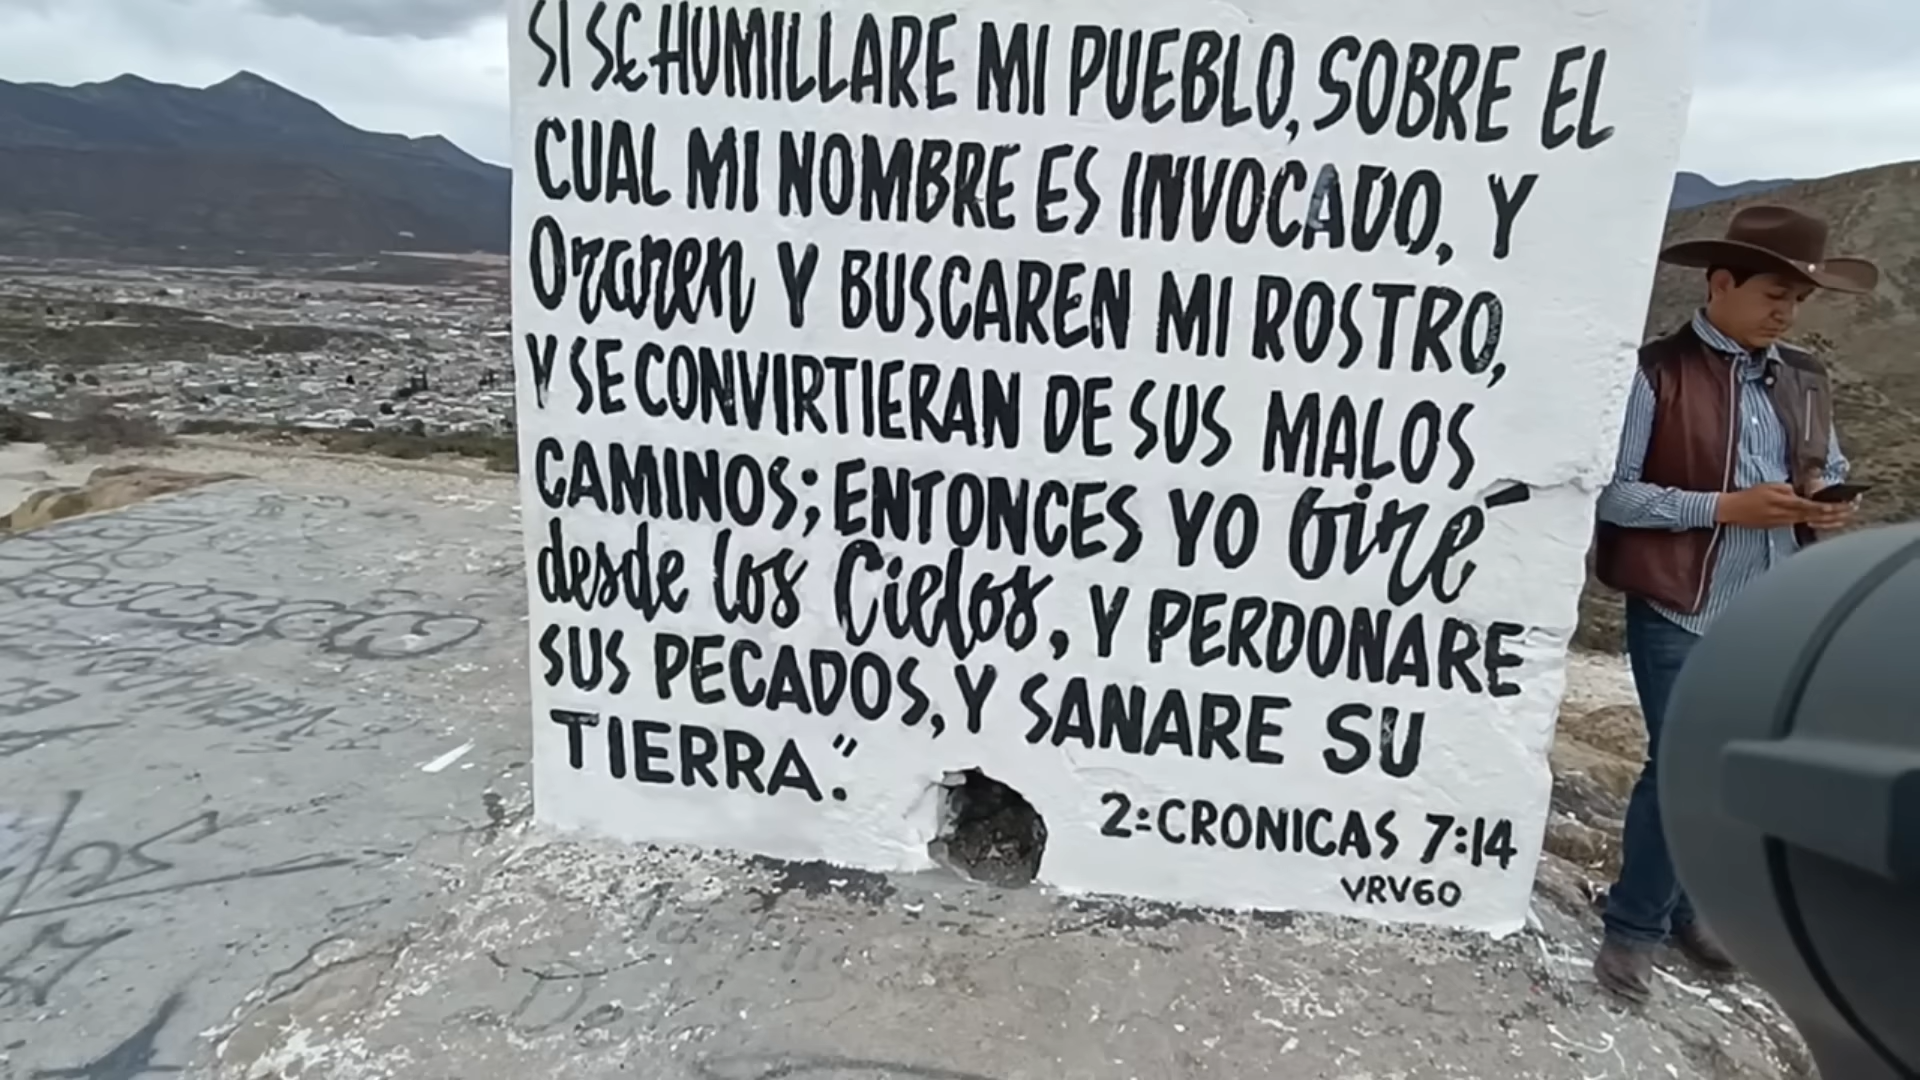 SI SE HUMILLARE MI PUEBLO, SOBRE EL
CUAL MI NOMBRE ES INVOCADO, Y
Oraren Y BUSCAREN MI ROSTRO,
Y SE CONVIRTIERAN DE SUS MALOS
CAMINOS; ENTONCES YO Oiré
desde los Cielos, Y PERDONARE
SUS PECADOS, Y SANARE SU
TIERRA."
2=CRONICAS 7:14
VRV60